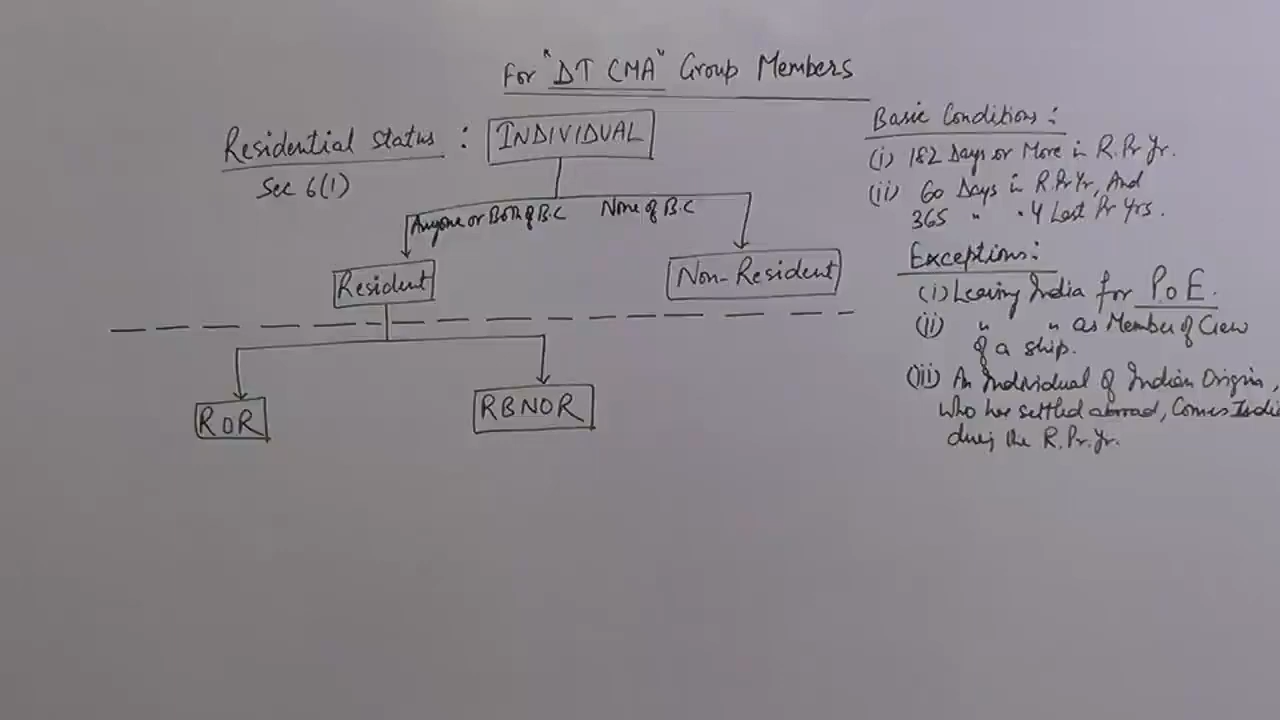 For "DT CMA" Group Members
Residential Status :
Sec 6(1)
INDIVIDUAL
Anyone or Both of B.C
None of B.C
Resident
Non-Resident
ROR
RBNOR
Basic Conditions:
(i) 182 Days or More in R.Pr Yr.
(ii) 60 Days in R.Pr Yr, And
365 " " 4 Last Pr Yrs.
Exceptions:
(i) Leaving India for P o E.
(ii) " " as Member of Crew
of a ship.
(iii) An Individual of Indian Origin,
Who has settled abroad, Comes India
during the R.Pr.Yr.